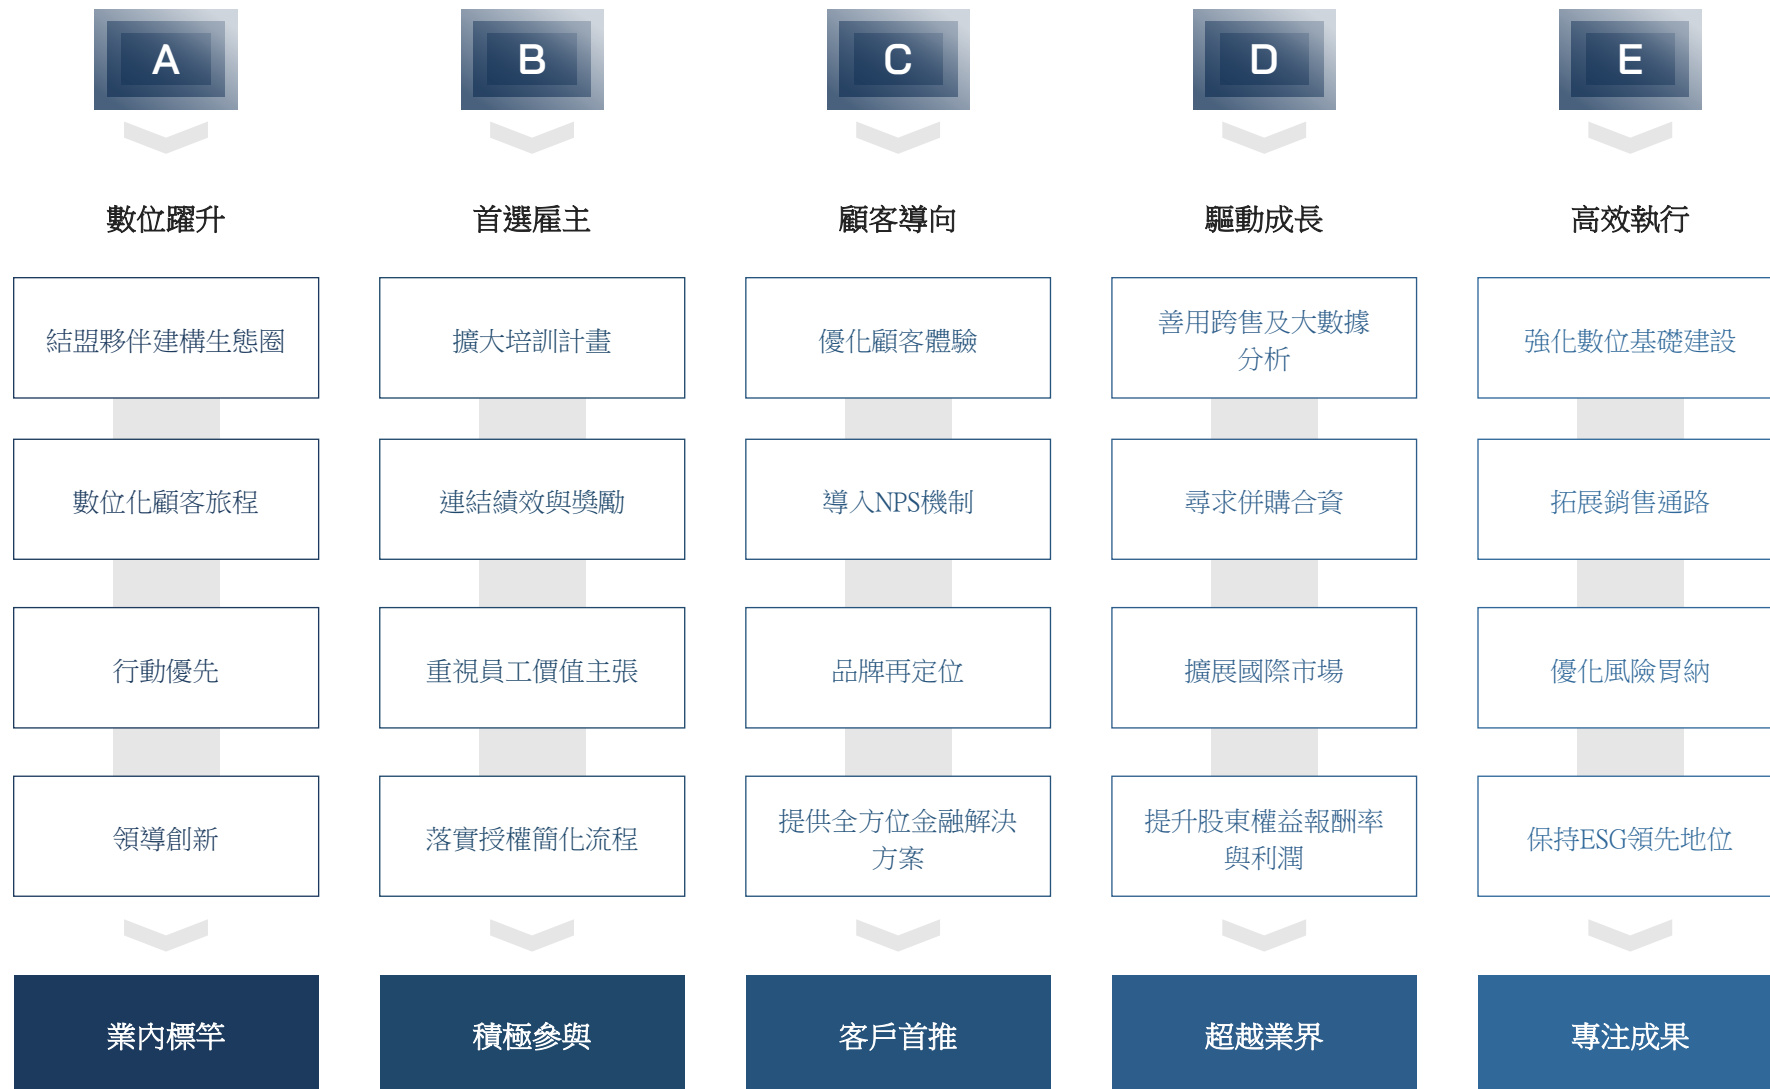 A
數位躍升
結盟夥伴建構生態圈
數位化顧客旅程
行動優先
領導創新
業內標竿
B
首選雇主
擴大培訓計畫
連結績效與獎勵
重視員工價值主張
落實授權簡化流程
積極參與
C
顧客導向
優化顧客體驗
導入NPS機制
品牌再定位
提供全方位金融解決
方案
客戶首推
D
驅動成長
善用跨售及大數據
分析
尋求併購合資
擴展國際市場
提升股東權益報酬率
與利潤
超越業界
E
高效執行
強化數位基礎建設
拓展銷售通路
優化風險胃納
保持ESG領先地位
專注成果